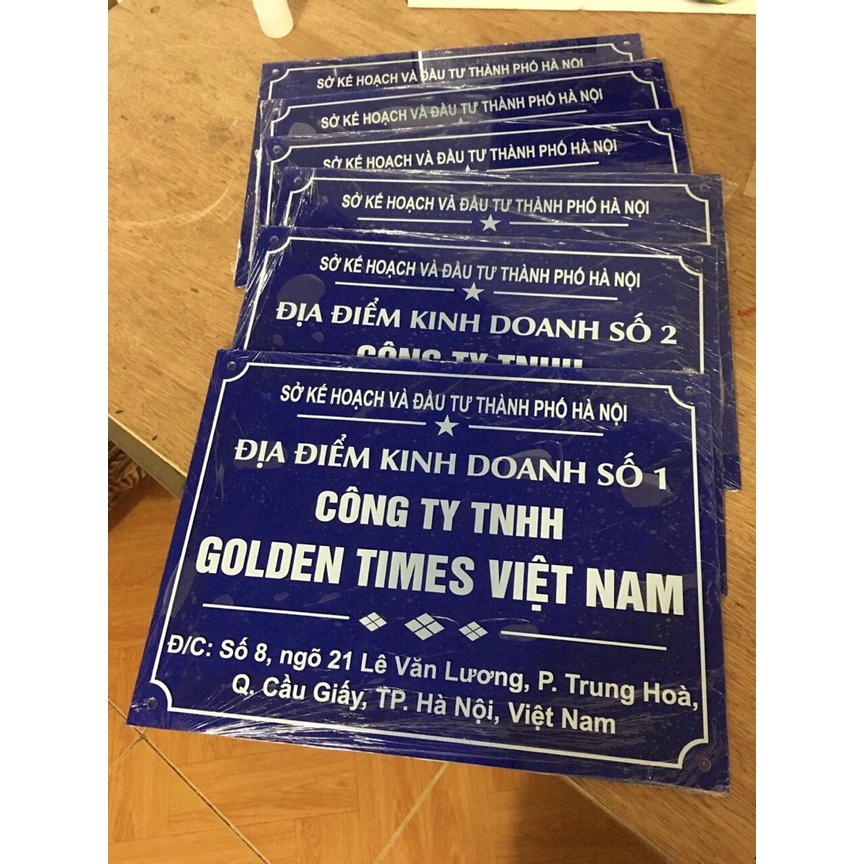 SỞ KẾ HOẠCH VÀ ĐẦU TƯ THÀNH PHỐ HÀ NỘI
SỞ KẾ HOẠCH VÀ ĐẦU TƯ THÀNH PHỐ HÀ NỘI
SỞ KẾ HOẠCH VÀ ĐẦU TƯ THÀNH PHỐ HÀ NỘI
SỞ KẾ HOẠCH VÀ ĐẦU TƯ THÀNH PHỐ HÀ NỘI
SỞ KẾ HOẠCH VÀ ĐẦU TƯ THÀNH PHỐ HÀ NỘI
ĐỊA ĐIỂM KINH DOANH SỐ 2
CÔNG TY TNHH
SỞ KẾ HOẠCH VÀ ĐẦU TƯ THÀNH PHỐ HÀ NỘI
ĐỊA ĐIỂM KINH DOANH SỐ 1
CÔNG TY TNHH
GOLDEN TIMES VIỆT NAM
Đ/C: Số 8, ngõ 21 Lê Văn Lương, P. Trung Hoà,
Q. Cầu Giấy, TP. Hà Nội, Việt Nam